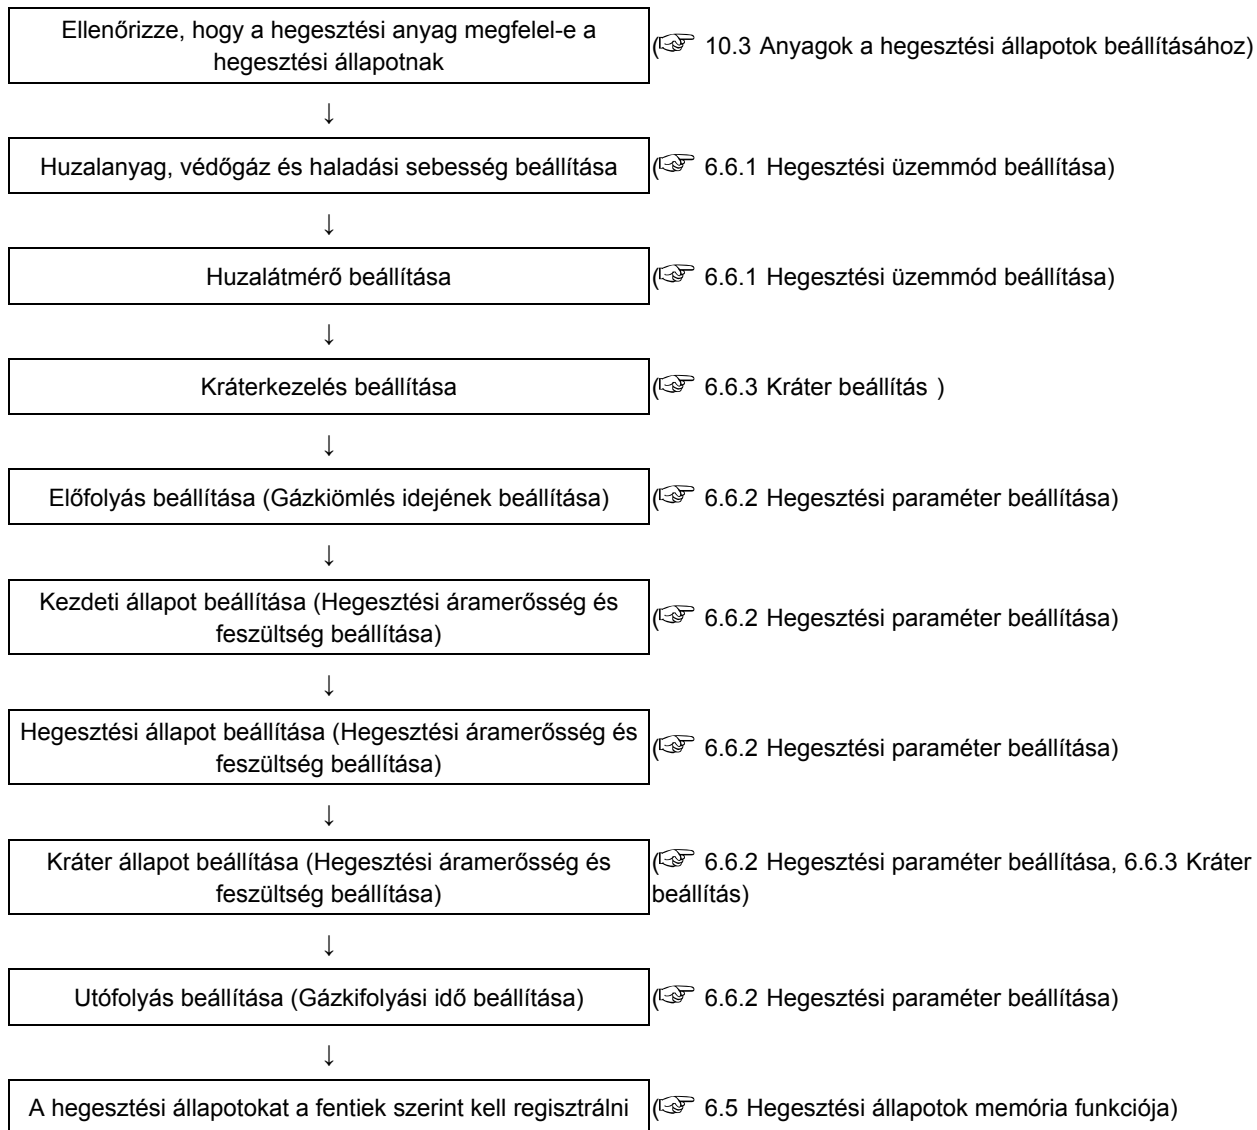 Ellenőrizze, hogy a hegesztési anyag megfelel-e a
hegesztési állapotnak
(☞ 10.3 Anyagok a hegesztési állapotok beállításához)
↓
Huzalanyag, védőgáz és haladási sebesség beállítása
(☞ 6.6.1 Hegesztési üzemmód beállítása)
↓
Huzalátmérő beállítása
(☞ 6.6.1 Hegesztési üzemmód beállítása)
↓
Kráterkezelés beállítása
(☞ 6.6.3 Kráter beállítás )
↓
Előfolyás beállítása (Gázkiömlés idejének beállítása)
(☞ 6.6.2 Hegesztési paraméter beállítása)
↓
Kezdeti állapot beállítása (Hegesztési áramerősség és
feszültség beállítása)
(☞ 6.6.2 Hegesztési paraméter beállítása)
↓
Hegesztési állapot beállítása (Hegesztési áramerősség és
feszültség beállítása)
(☞ 6.6.2 Hegesztési paraméter beállítása)
↓
Kráter állapot beállítása (Hegesztési áramerősség és
feszültség beállítása)
(☞ 6.6.2 Hegesztési paraméter beállítása, 6.6.3 Kráter
beállítás)
↓
Utófolyás beállítása (Gázkifolyási idő beállítása)
(☞ 6.6.2 Hegesztési paraméter beállítása)
↓
A hegesztési állapotokat a fentiek szerint kell regisztrálni
(☞ 6.5 Hegesztési állapotok memória funkciója)